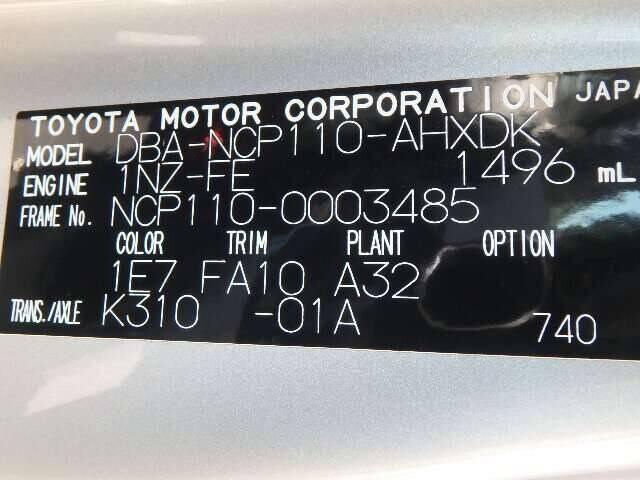 TOYOTA MOTOR CORPORATION JAPA
MODEL DBA-NCP110-AHXDK
ENGINE 1NZ-FE 1496 mL
FRAME No. NCP110-0003485
COLOR TRIM PLANT OPTION
1E7 FA10 A32
TRANS./AXLE K310 -01A 740